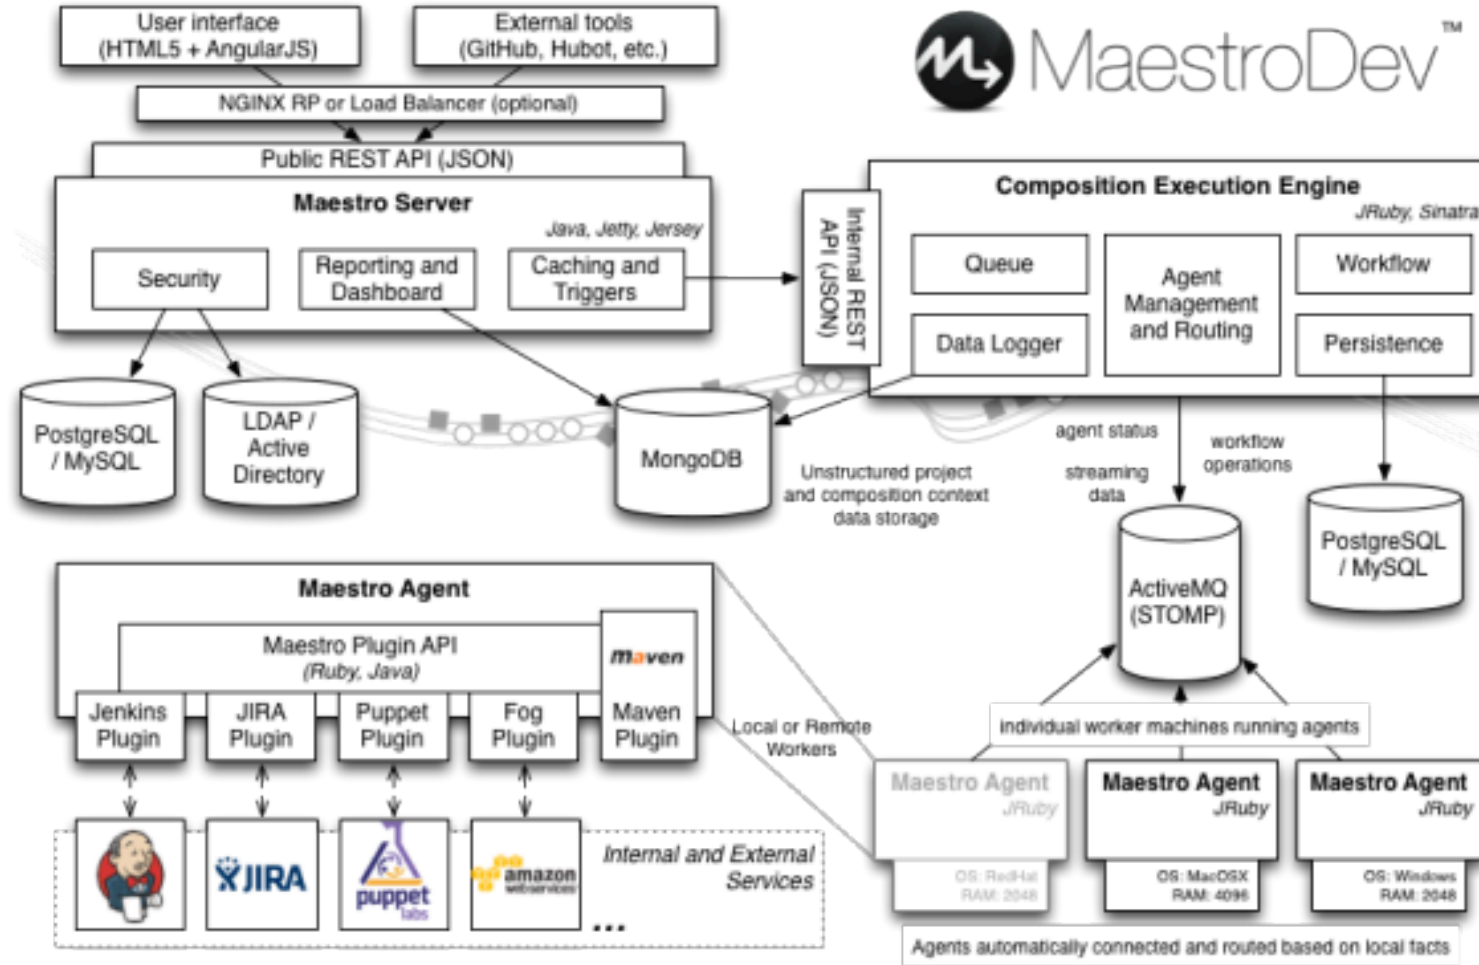 User interface
(HTML5 + AngularJS)
External tools
(GitHub, Hubot, etc.)
MaestroDev™
NGINX RP or Load Balancer (optional)
Public REST API (JSON)
Maestro Server
Java, Jetty, Jersey
Security
Reporting and
Dashboard
Caching and
Triggers
Internal REST
API (JSON)
Composition Execution Engine
JRuby, Sinatra
Queue
Agent
Management
and Routing
Workflow
Data Logger
Persistence
PostgreSQL
/ MySQL
LDAP /
Active
Directory
MongoDB
Unstructured project
and composition context
data storage
agent status
streaming
data
workflow
operations
ActiveMQ
(STOMP)
PostgreSQL
/ MySQL
Maestro Agent
Maestro Plugin API
(Ruby, Java)
maven
Jenkins
Plugin
JIRA
Plugin
Puppet
Plugin
Fog
Plugin
Maven
Plugin
Local or Remote
Workers
individual worker machines running agents
Maestro Agent
JRuby
OS: RedHat
RAM: 2048
Maestro Agent
JRuby
OS: MacOSX
RAM: 4096
Maestro Agent
JRuby
OS: Windows
RAM: 2048
JIRA
puppet
labs
amazon
webservices
Internal and External
Services
...
Agents automatically connected and routed based on local facts